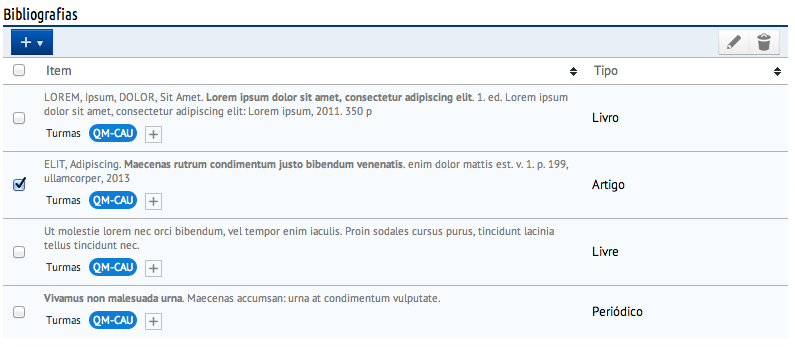 Bibliografias
+ ▾
Item Tipo
LOREM, Ipsum, DOLOR, Sit Amet. Lorem ipsum dolor sit amet, consectetur adipiscing elit. 1. ed. Lorem ipsum
dolor sit amet, consectetur adipiscing elit: Lorem ipsum, 2011. 350 p
Livro
Turmas QM-CAU +
ELIT, Adipiscing. Maecenas rutrum condimentum justo bibendum venenatis. enim dolor mattis est. v. 1. p. 199,
ullamcorper, 2013
Artigo
Turmas QM-CAU +
Ut molestie lorem nec orci bibendum, vel tempor enim iaculis. Proin sodales cursus purus, tincidunt lacinia
tellus tincidunt nec.
Livre
Turmas QM-CAU +
Vivamus non malesuada urna. Maecenas accumsan: urna at condimentum vulputate.
Periódico
Turmas QM-CAU +